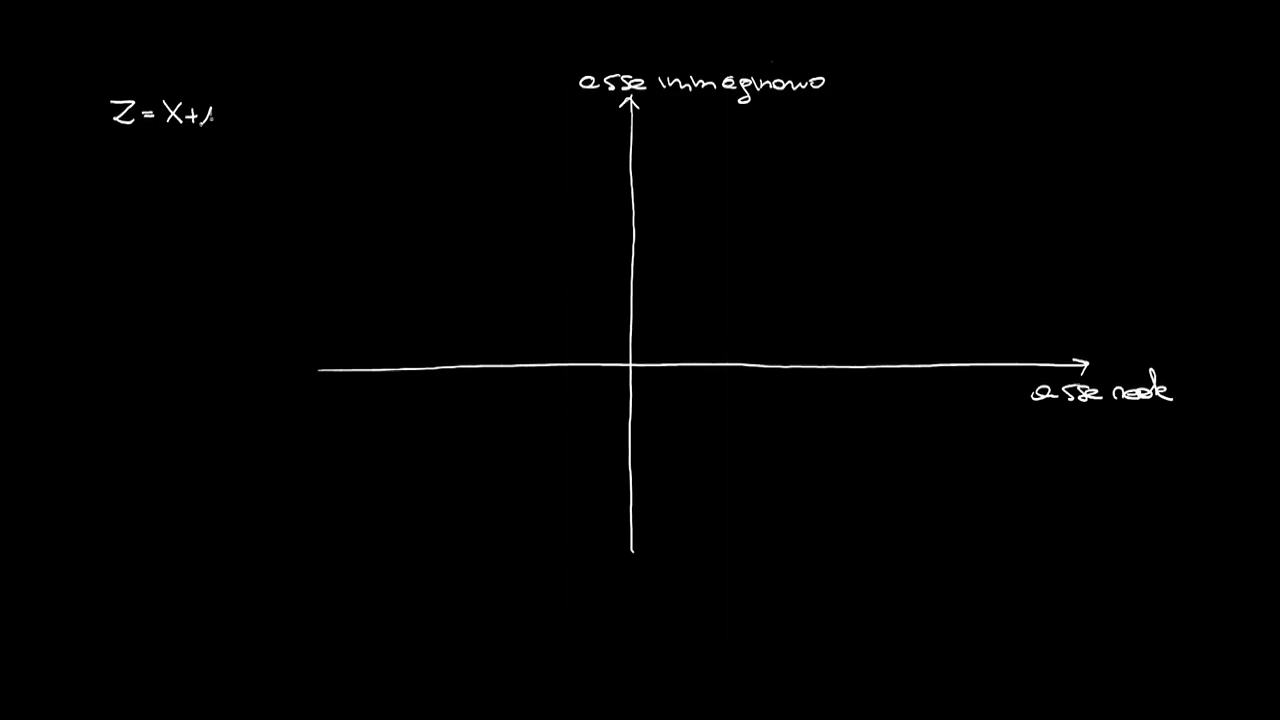 asse immaginario
Z = X+i
asse reale